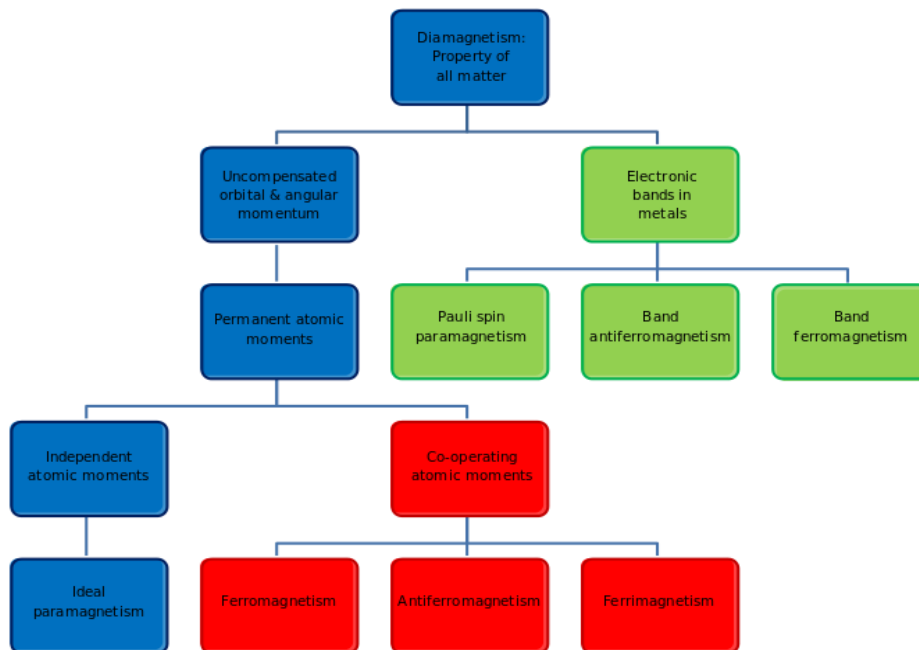 Diamagnetism:
Property of
all matter
Uncompensated
orbital & angular
momentum
Electronic
bands in
metals
Permanent atomic
moments
Pauli spin
paramagnetism
Band
antiferromagnetism
Band
ferromagnetism
Independent
atomic moments
Co-operating
atomic moments
Ideal
paramagnetism
Ferromagnetism
Antiferromagnetism
Ferrimagnetism